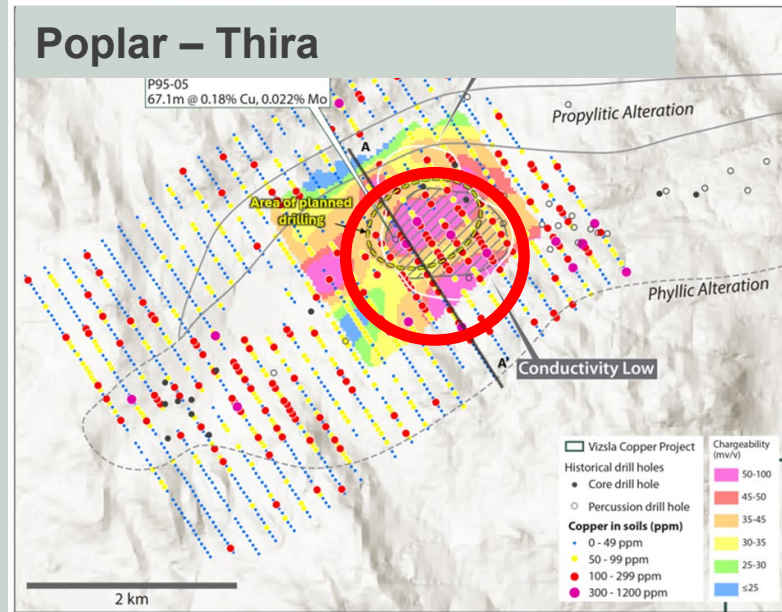 Poplar – Thira
P95-05
67.1m @ 0.18% Cu, 0.022% Mo
Propylitic Alteration
A
Area of planned
drilling
Phyllic Alteration
A'
Conductivity Low
2 km
Vizsla Copper Project
Historical drill holes
Core drill hole
Percussion drill hole
Copper in soils (ppm)
0 - 49 ppm
50 - 99 ppm
100 - 299 ppm
300 - 1200 ppm
Chargeability
(mv/v)
50-100
45-50
35-45
30-35
25-30
≤25